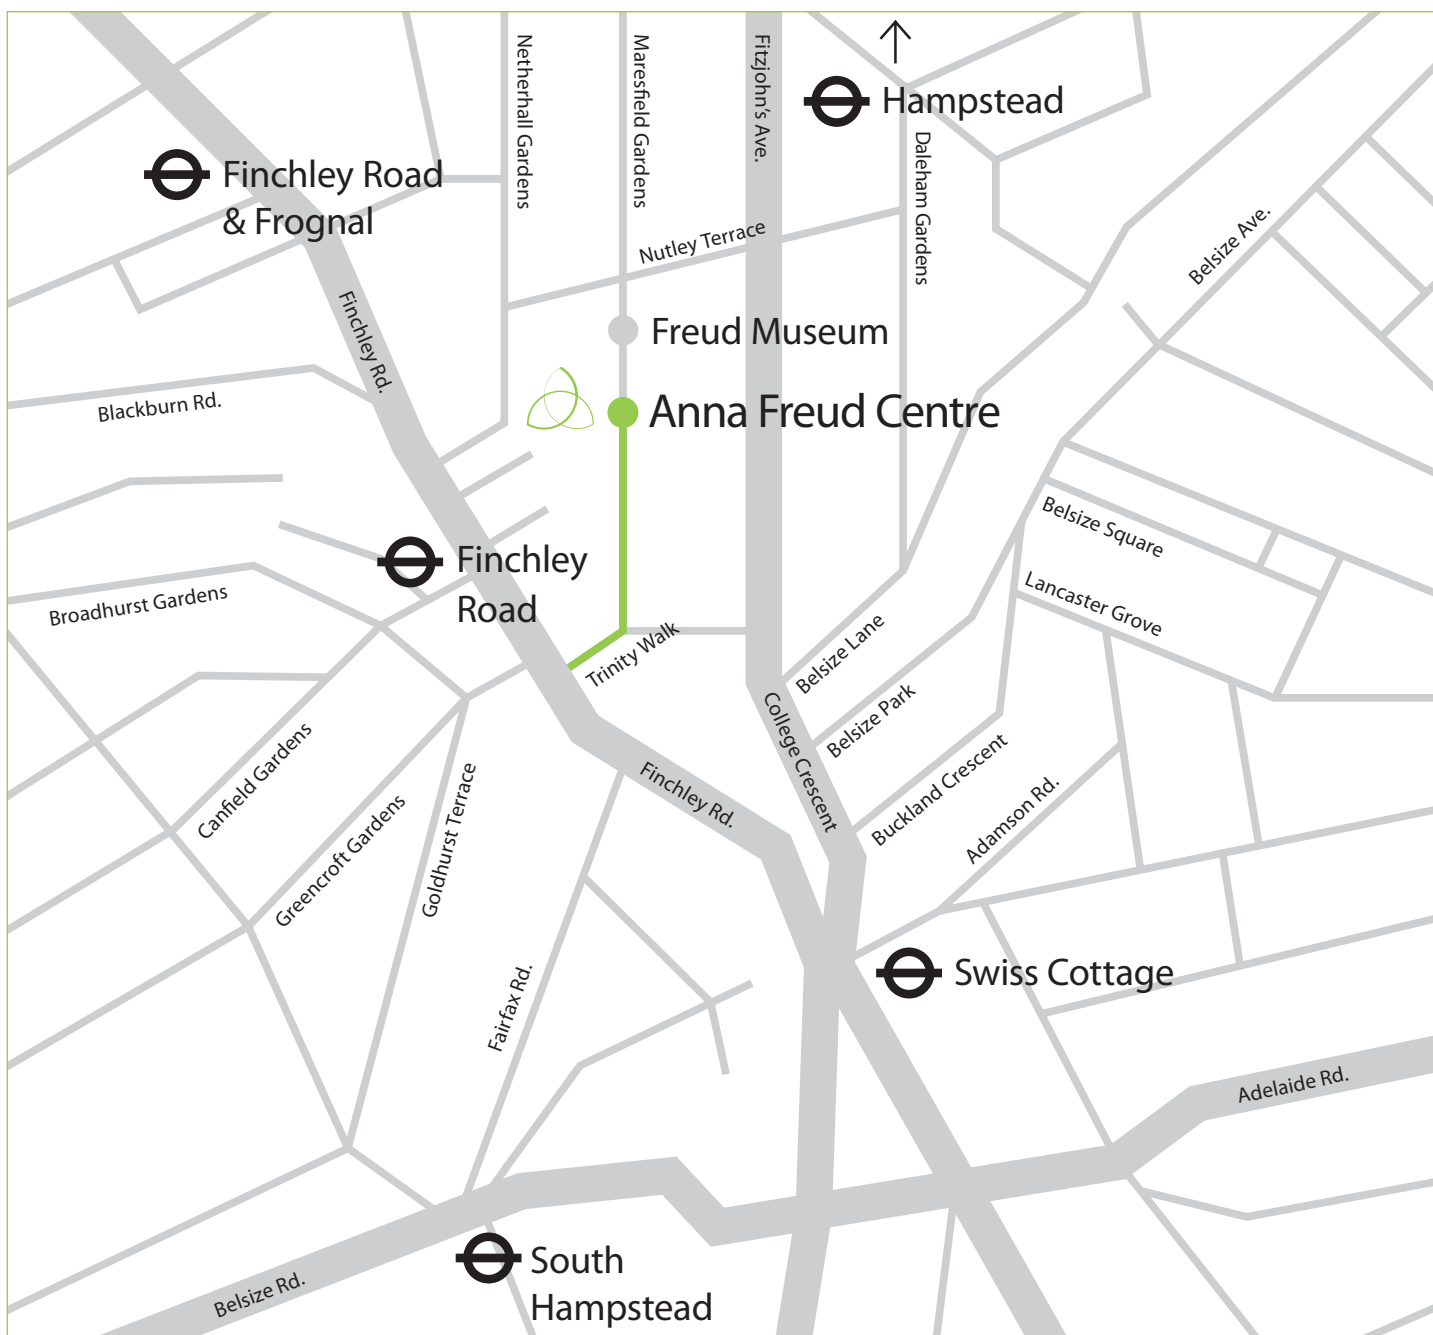 Netherhall Gardens
Maresfield Gardens
Fitzjohn's Ave.
Hampstead
Daleham Gardens
Finchley Road
& Frognal
Nutley Terrace
Belsize Ave.
Finchley Rd.
Freud Museum
Blackburn Rd.
Anna Freud Centre
Belsize Square
Finchley
Road
Lancaster Grove
Broadhurst Gardens
Trinity Walk
Belsize Lane
Belsize Park
College Crescent
Canfield Gardens
Greencroft Gardens
Goldhurst Terrace
Finchley Rd.
Buckland Crescent
Adamson Rd.
Fairfax Rd.
Swiss Cottage
Adelaide Rd.
Belsize Rd.
South
Hampstead